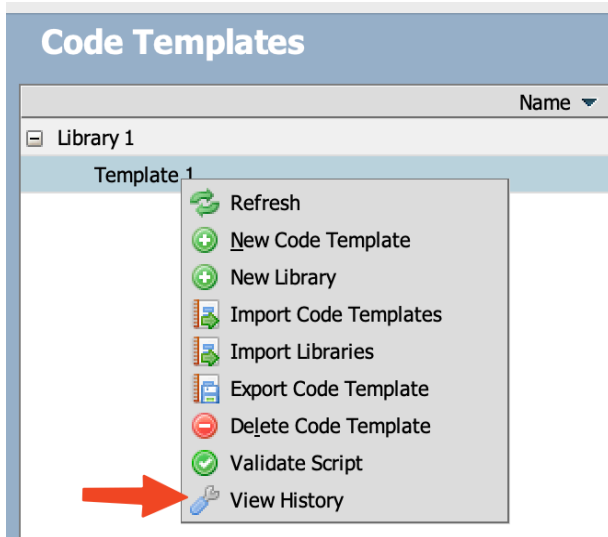 Code Templates
Name
Library 1
Template 1
Refresh
New Code Template
New Library
Import Code Templates
Import Libraries
Export Code Template
Delete Code Template
Validate Script
View History